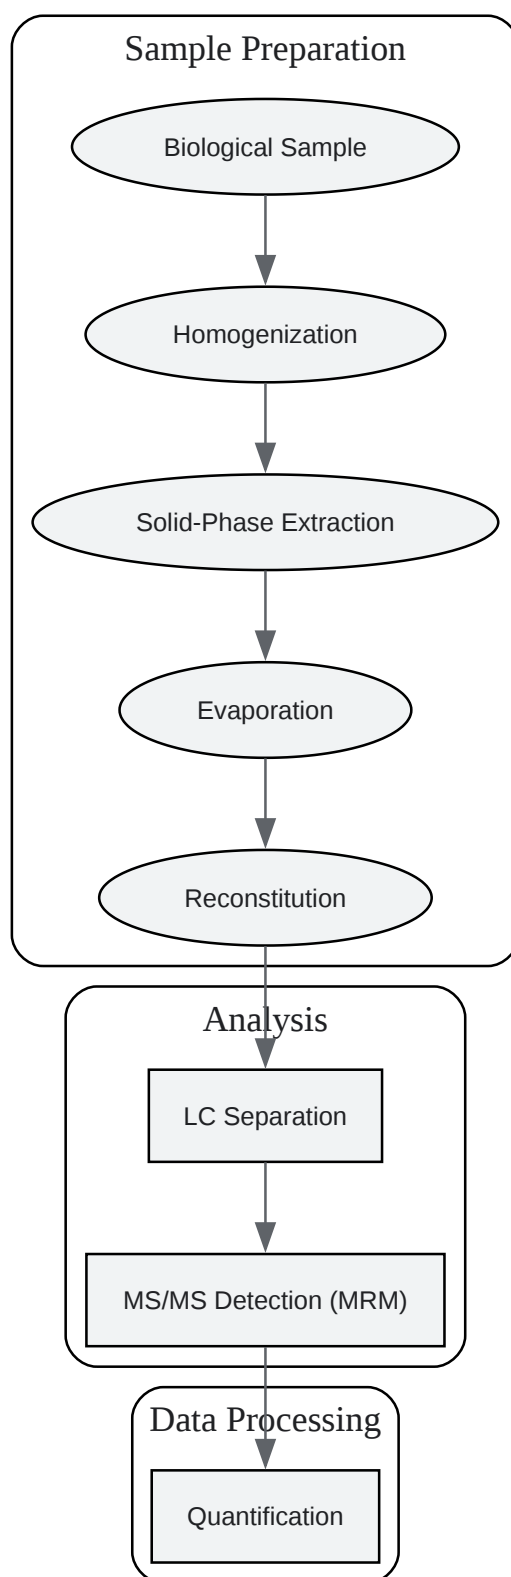 Sample Preparation
Biological Sample
Homogenization
Solid-Phase Extraction
Evaporation
Reconstitution
Analysis
LC Separation
MS/MS Detection (MRM)
Data Processing
Quantification